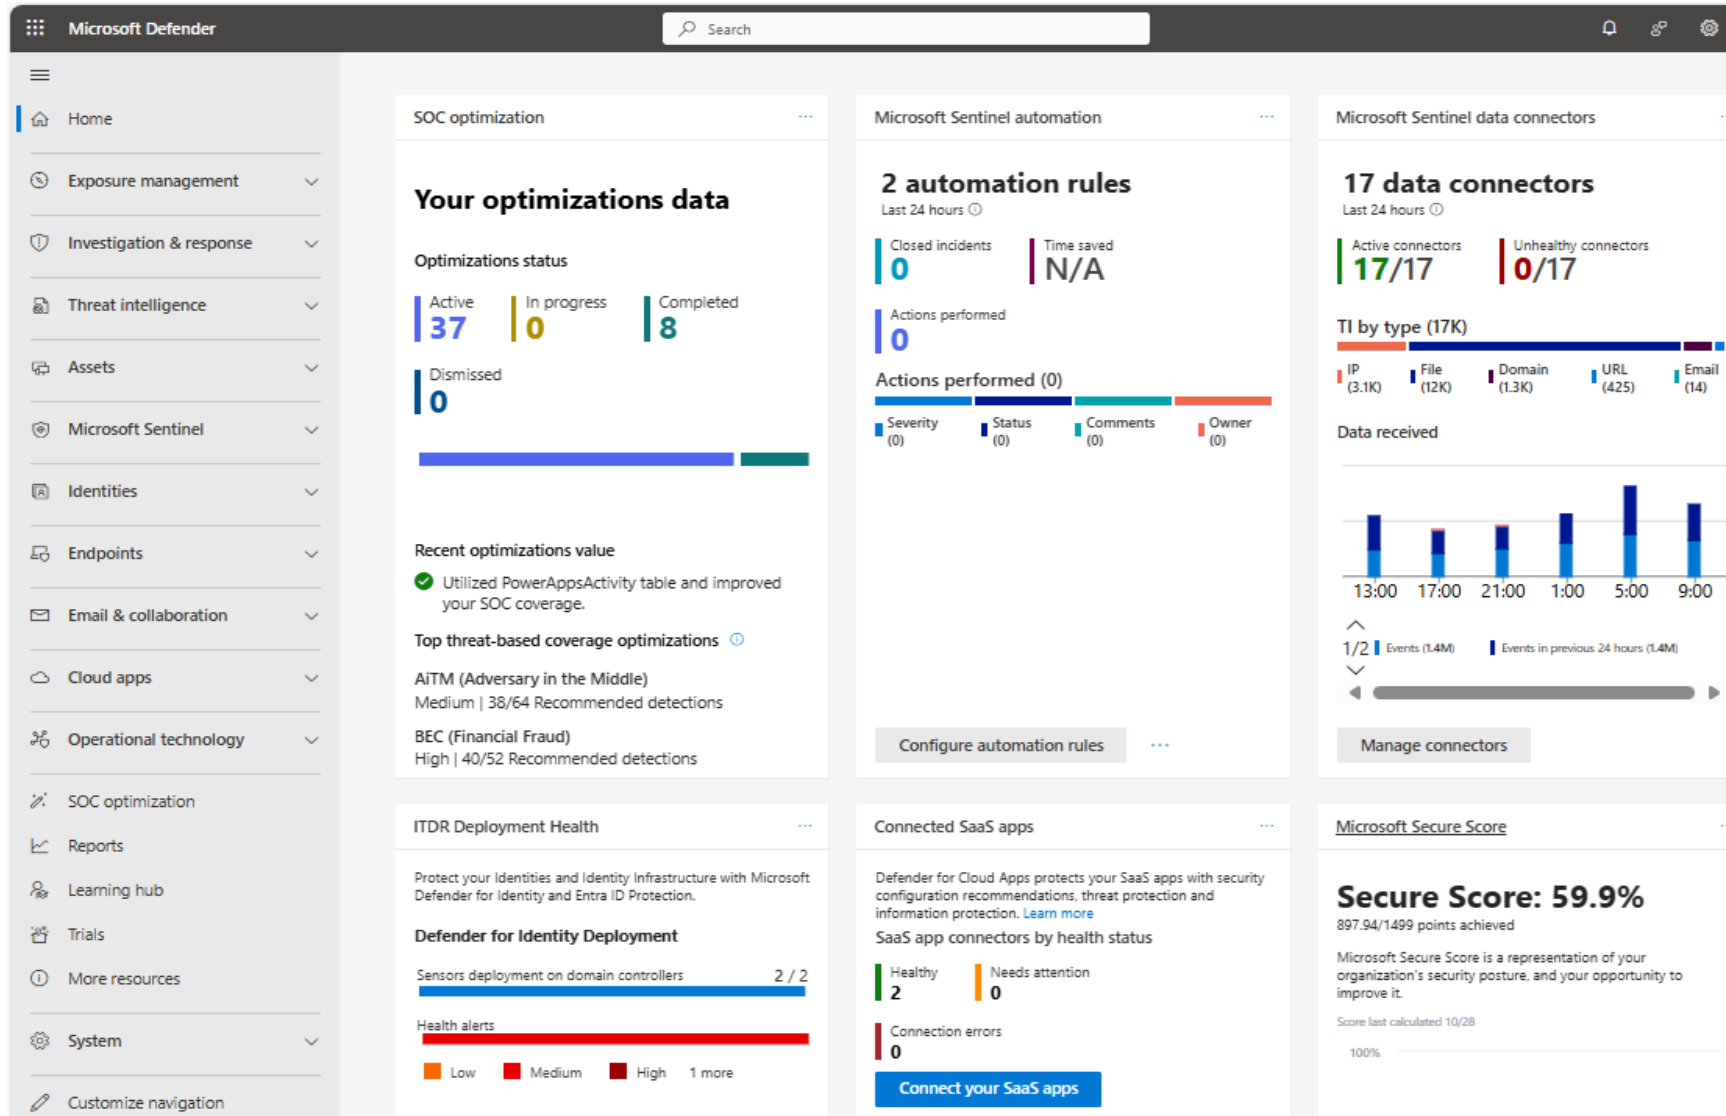 Microsoft Defender
Search
Home
Exposure management
Investigation & response
Threat intelligence
Assets
Microsoft Sentinel
Identities
Endpoints
Email & collaboration
Cloud apps
Operational technology
SOC optimization
Reports
Learning hub
Trials
More resources
System
Customize navigation
SOC optimization
Your optimizations data
Optimizations status
Active
37
In progress
0
Completed
8
Dismissed
0
Recent optimizations value
Utilized PowerAppsActivity table and improved
your SOC coverage.
Top threat-based coverage optimizations
AiTM (Adversary in the Middle)
Medium | 38/64 Recommended detections
BEC (Financial Fraud)
High | 40/52 Recommended detections
Microsoft Sentinel automation
2 automation rules
Last 24 hours
Closed incidents
0
Time saved
N/A
Actions performed
0
Actions performed (0)
Severity
(0)
Status
(0)
Comments
(0)
Owner
(0)
Configure automation rules
Microsoft Sentinel data connectors
17 data connectors
Last 24 hours
Active connectors
17/17
Unhealthy connectors
0/17
TI by type (17K)
IP
(3.1K)
File
(12K)
Domain
(1.3K)
URL
(425)
Email
(14)
Data received
13:00 17:00 21:00 1:00 5:00 9:00
1/2 Events (1.4M) Events in previous 24 hours (1.4M)
Manage connectors
ITDR Deployment Health
Protect your Identities and Identity Infrastructure with Microsoft
Defender for Identity and Entra ID Protection.
Defender for Identity Deployment
Sensors deployment on domain controllers 2 / 2
Health alerts
Low Medium High 1 more
Connected SaaS apps
Defender for Cloud Apps protects your SaaS apps with security
configuration recommendations, threat protection and
information protection. Learn more
SaaS app connectors by health status
Healthy
2
Needs attention
0
Connection errors
0
Connect your SaaS apps
Microsoft Secure Score
Secure Score: 59.9%
897.94/1499 points achieved
Microsoft Secure Score is a representation of your
organization's security posture, and your opportunity to
improve it.
Score last calculated 10/28
100%